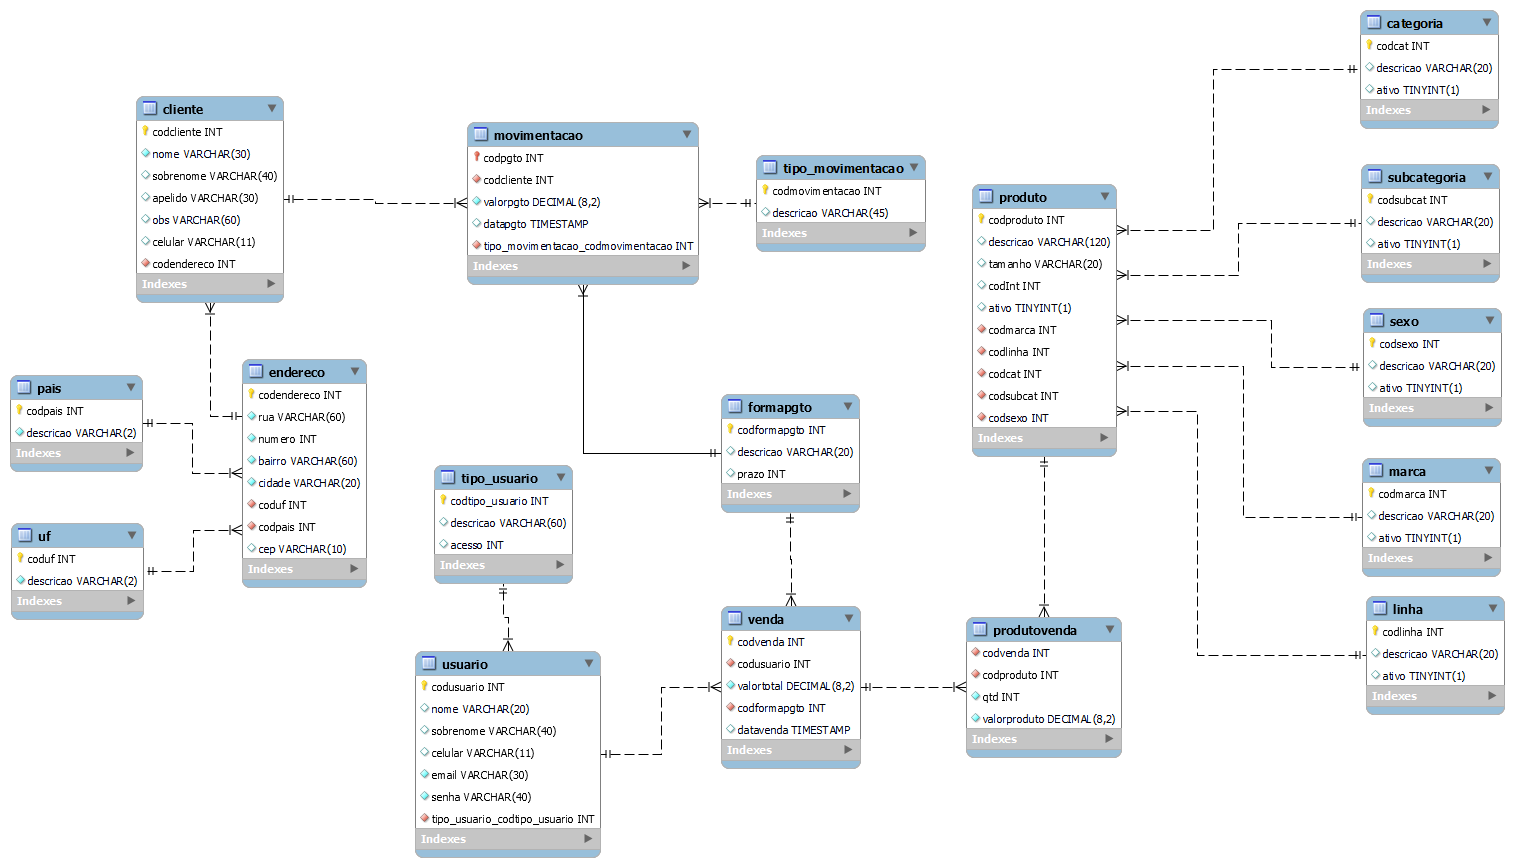 cliente
codcliente INT
nome VARCHAR(30)
sobrenome VARCHAR(40)
apelido VARCHAR(30)
obs VARCHAR(60)
celular VARCHAR(11)
codendereco INT
Indexes
movimentacao
codpgto INT
codcliente INT
valorpgto DECIMAL(8,2)
datapgto TIMESTAMP
tipo_movimentacao_codmovimentacao INT
Indexes
tipo_movimentacao
codmovimentacao INT
descricao VARCHAR(45)
Indexes
produto
codproduto INT
descricao VARCHAR(120)
tamanho VARCHAR(20)
codInt INT
ativo TINYINT(1)
codmarca INT
codlinha INT
codcat INT
codsubcat INT
codsexo INT
Indexes
categoria
codcat INT
descricao VARCHAR(20)
ativo TINYINT(1)
Indexes
subcategoria
codsubcat INT
descricao VARCHAR(20)
ativo TINYINT(1)
Indexes
sexo
codsexo INT
descricao VARCHAR(20)
ativo TINYINT(1)
Indexes
marca
codmarca INT
descricao VARCHAR(20)
ativo TINYINT(1)
Indexes
linha
codlinha INT
descricao VARCHAR(20)
ativo TINYINT(1)
Indexes
pais
codpais INT
descricao VARCHAR(2)
Indexes
uf
coduf INT
descricao VARCHAR(2)
Indexes
endereco
codendereco INT
rua VARCHAR(60)
numero INT
bairro VARCHAR(60)
cidade VARCHAR(20)
coduf INT
codpais INT
cep VARCHAR(10)
Indexes
tipo_usuario
codtipo_usuario INT
descricao VARCHAR(60)
acesso INT
Indexes
formapgto
codformapgto INT
descricao VARCHAR(20)
prazo INT
Indexes
usuario
codusuario INT
nome VARCHAR(20)
sobrenome VARCHAR(40)
celular VARCHAR(11)
email VARCHAR(30)
senha VARCHAR(40)
tipo_usuario_codtipo_usuario INT
Indexes
venda
codvenda INT
codusuario INT
valortotal DECIMAL(8,2)
codformapgto INT
datavenda TIMESTAMP
Indexes
produtovenda
codvenda INT
codproduto INT
qtd INT
valorproduto DECIMAL(8,2)
Indexes